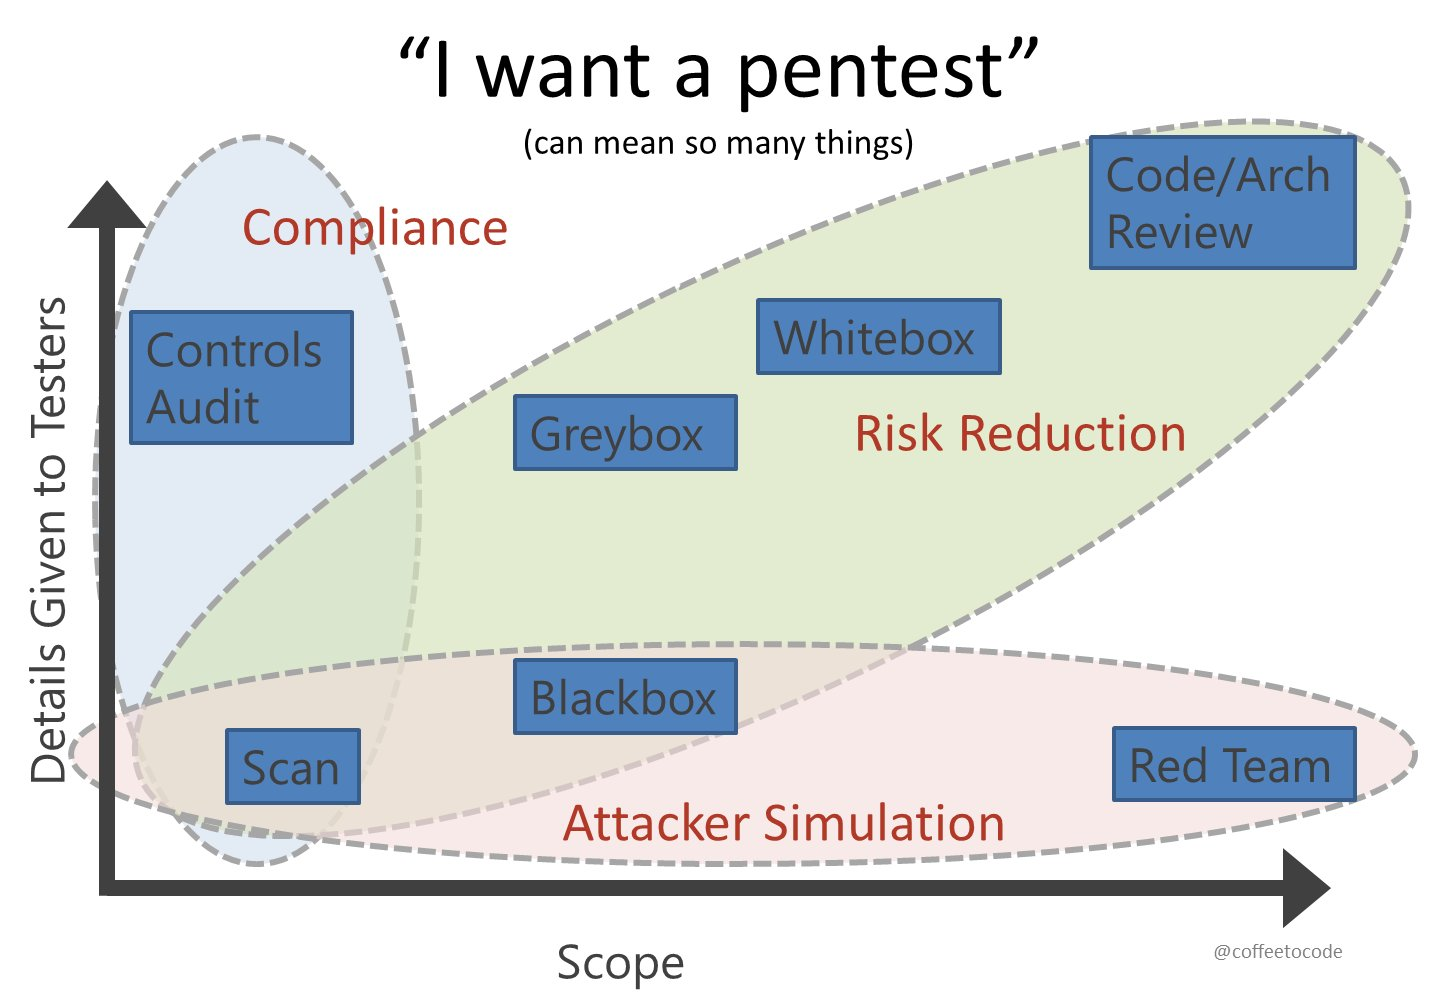 “I want a pentest”
(can mean so many things)
Compliance
Code/Arch
Review
Controls
Audit
Whitebox
Greybox
Risk Reduction
Details Given to Testers
Blackbox
Scan
Red Team
Attacker Simulation
Scope
@coffeetocode